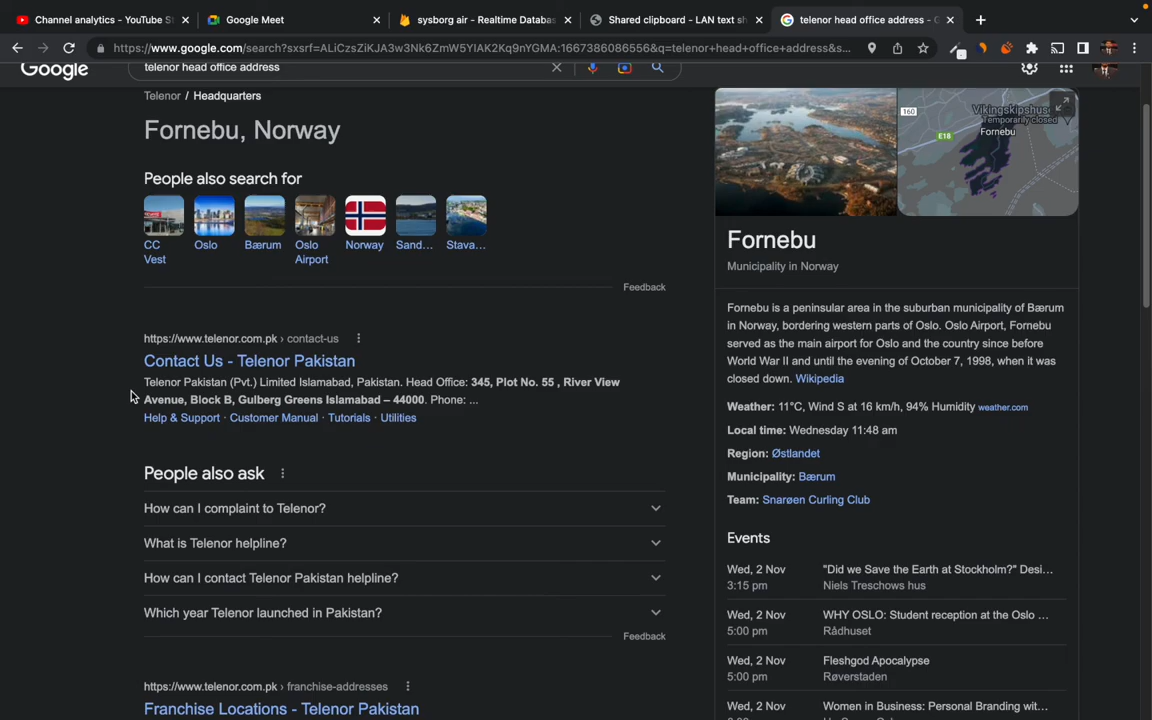 Channel analytics - YouTube St
Google Meet
sysborg air - Realtime Databas
Shared clipboard - LAN text sh
telenor head office address - G
https://www.google.com/search?sxsrf=ALiCzsZiKJA3w3Nk6ZmW5YIAK2Kq9nYGMA:1667386086556&q=telenor+head+office+address&s...
Google
telenor head office address
Telenor / Headquarters
Fornebu, Norway
People also search for
CC Vest
Oslo
Bærum
Oslo Airport
Norway
Sand...
Stava...
Feedback
https://www.telenor.com.pk › contact-us
Contact Us - Telenor Pakistan
Telenor Pakistan (Pvt.) Limited Islamabad, Pakistan. Head Office: 345, Plot No. 55 , River View
Avenue, Block B, Gulberg Greens Islamabad – 44000. Phone: ...
Help & Support · Customer Manual · Tutorials · Utilities
People also ask
How can I complaint to Telenor?
What is Telenor helpline?
How can I contact Telenor Pakistan helpline?
Which year Telenor launched in Pakistan?
Feedback
https://www.telenor.com.pk › franchise-addresses
Franchise Locations - Telenor Pakistan
160
E18
Vikingskipshus
Temporarily closed
Fornebu
Fornebu
Municipality in Norway
Fornebu is a peninsular area in the suburban municipality of Bærum
in Norway, bordering western parts of Oslo. Oslo Airport, Fornebu
served as the main airport for Oslo and the country since before
World War II and until the evening of October 7, 1998, when it was
closed down. Wikipedia
Weather: 11°C, Wind S at 16 km/h, 94% Humidity weather.com
Local time: Wednesday 11:48 am
Region: Østlandet
Municipality: Bærum
Team: Snarøen Curling Club
Events
Wed, 2 Nov "Did we Save the Earth at Stockholm?" Desi...
3:15 pm Niels Treschows hus
Wed, 2 Nov WHY OSLO: Student reception at the Oslo ...
5:00 pm Rådhuset
Wed, 2 Nov Fleshgod Apocalypse
5:00 pm Røverstaden
Wed, 2 Nov Women in Business: Personal Branding wit...